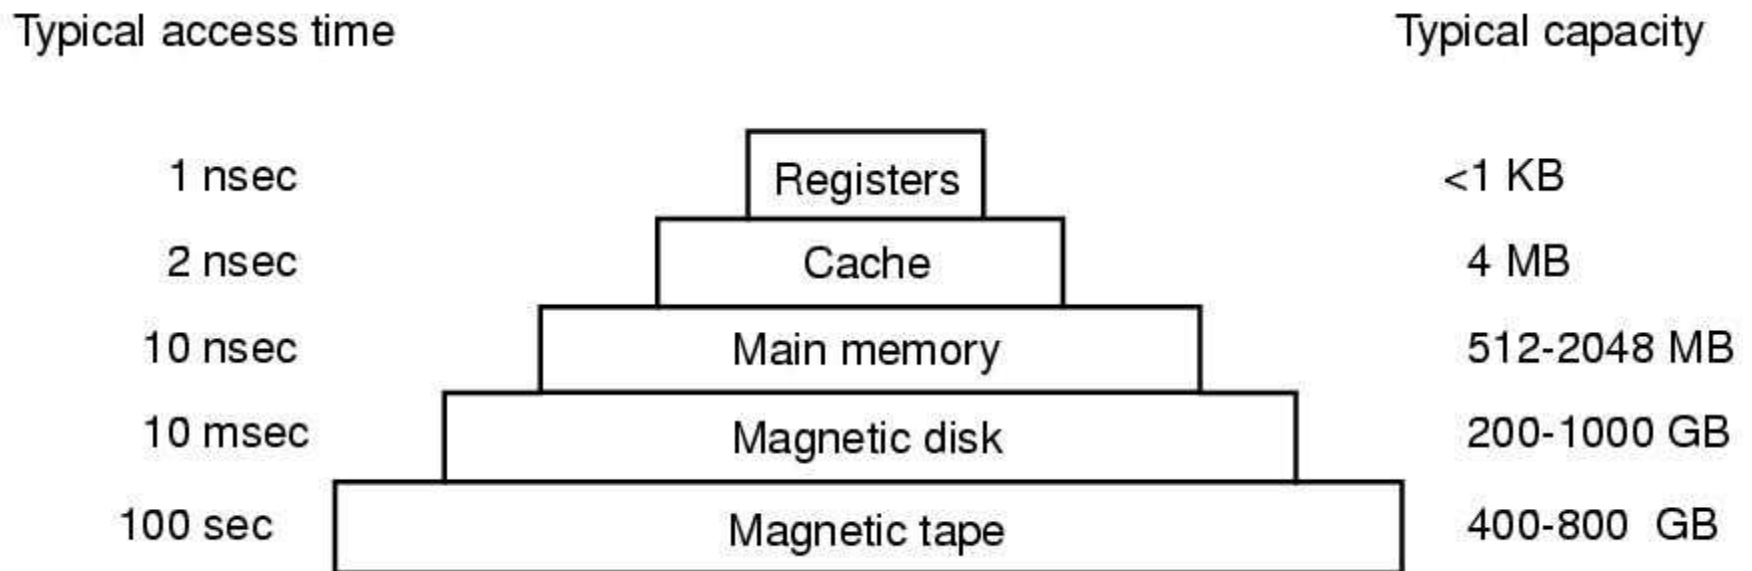 Typical access time Typical capacity
1 nsec Registers <1 KB
2 nsec Cache 4 MB
10 nsec Main memory 512-2048 MB
10 msec Magnetic disk 200-1000 GB
100 sec Magnetic tape 400-800 GB